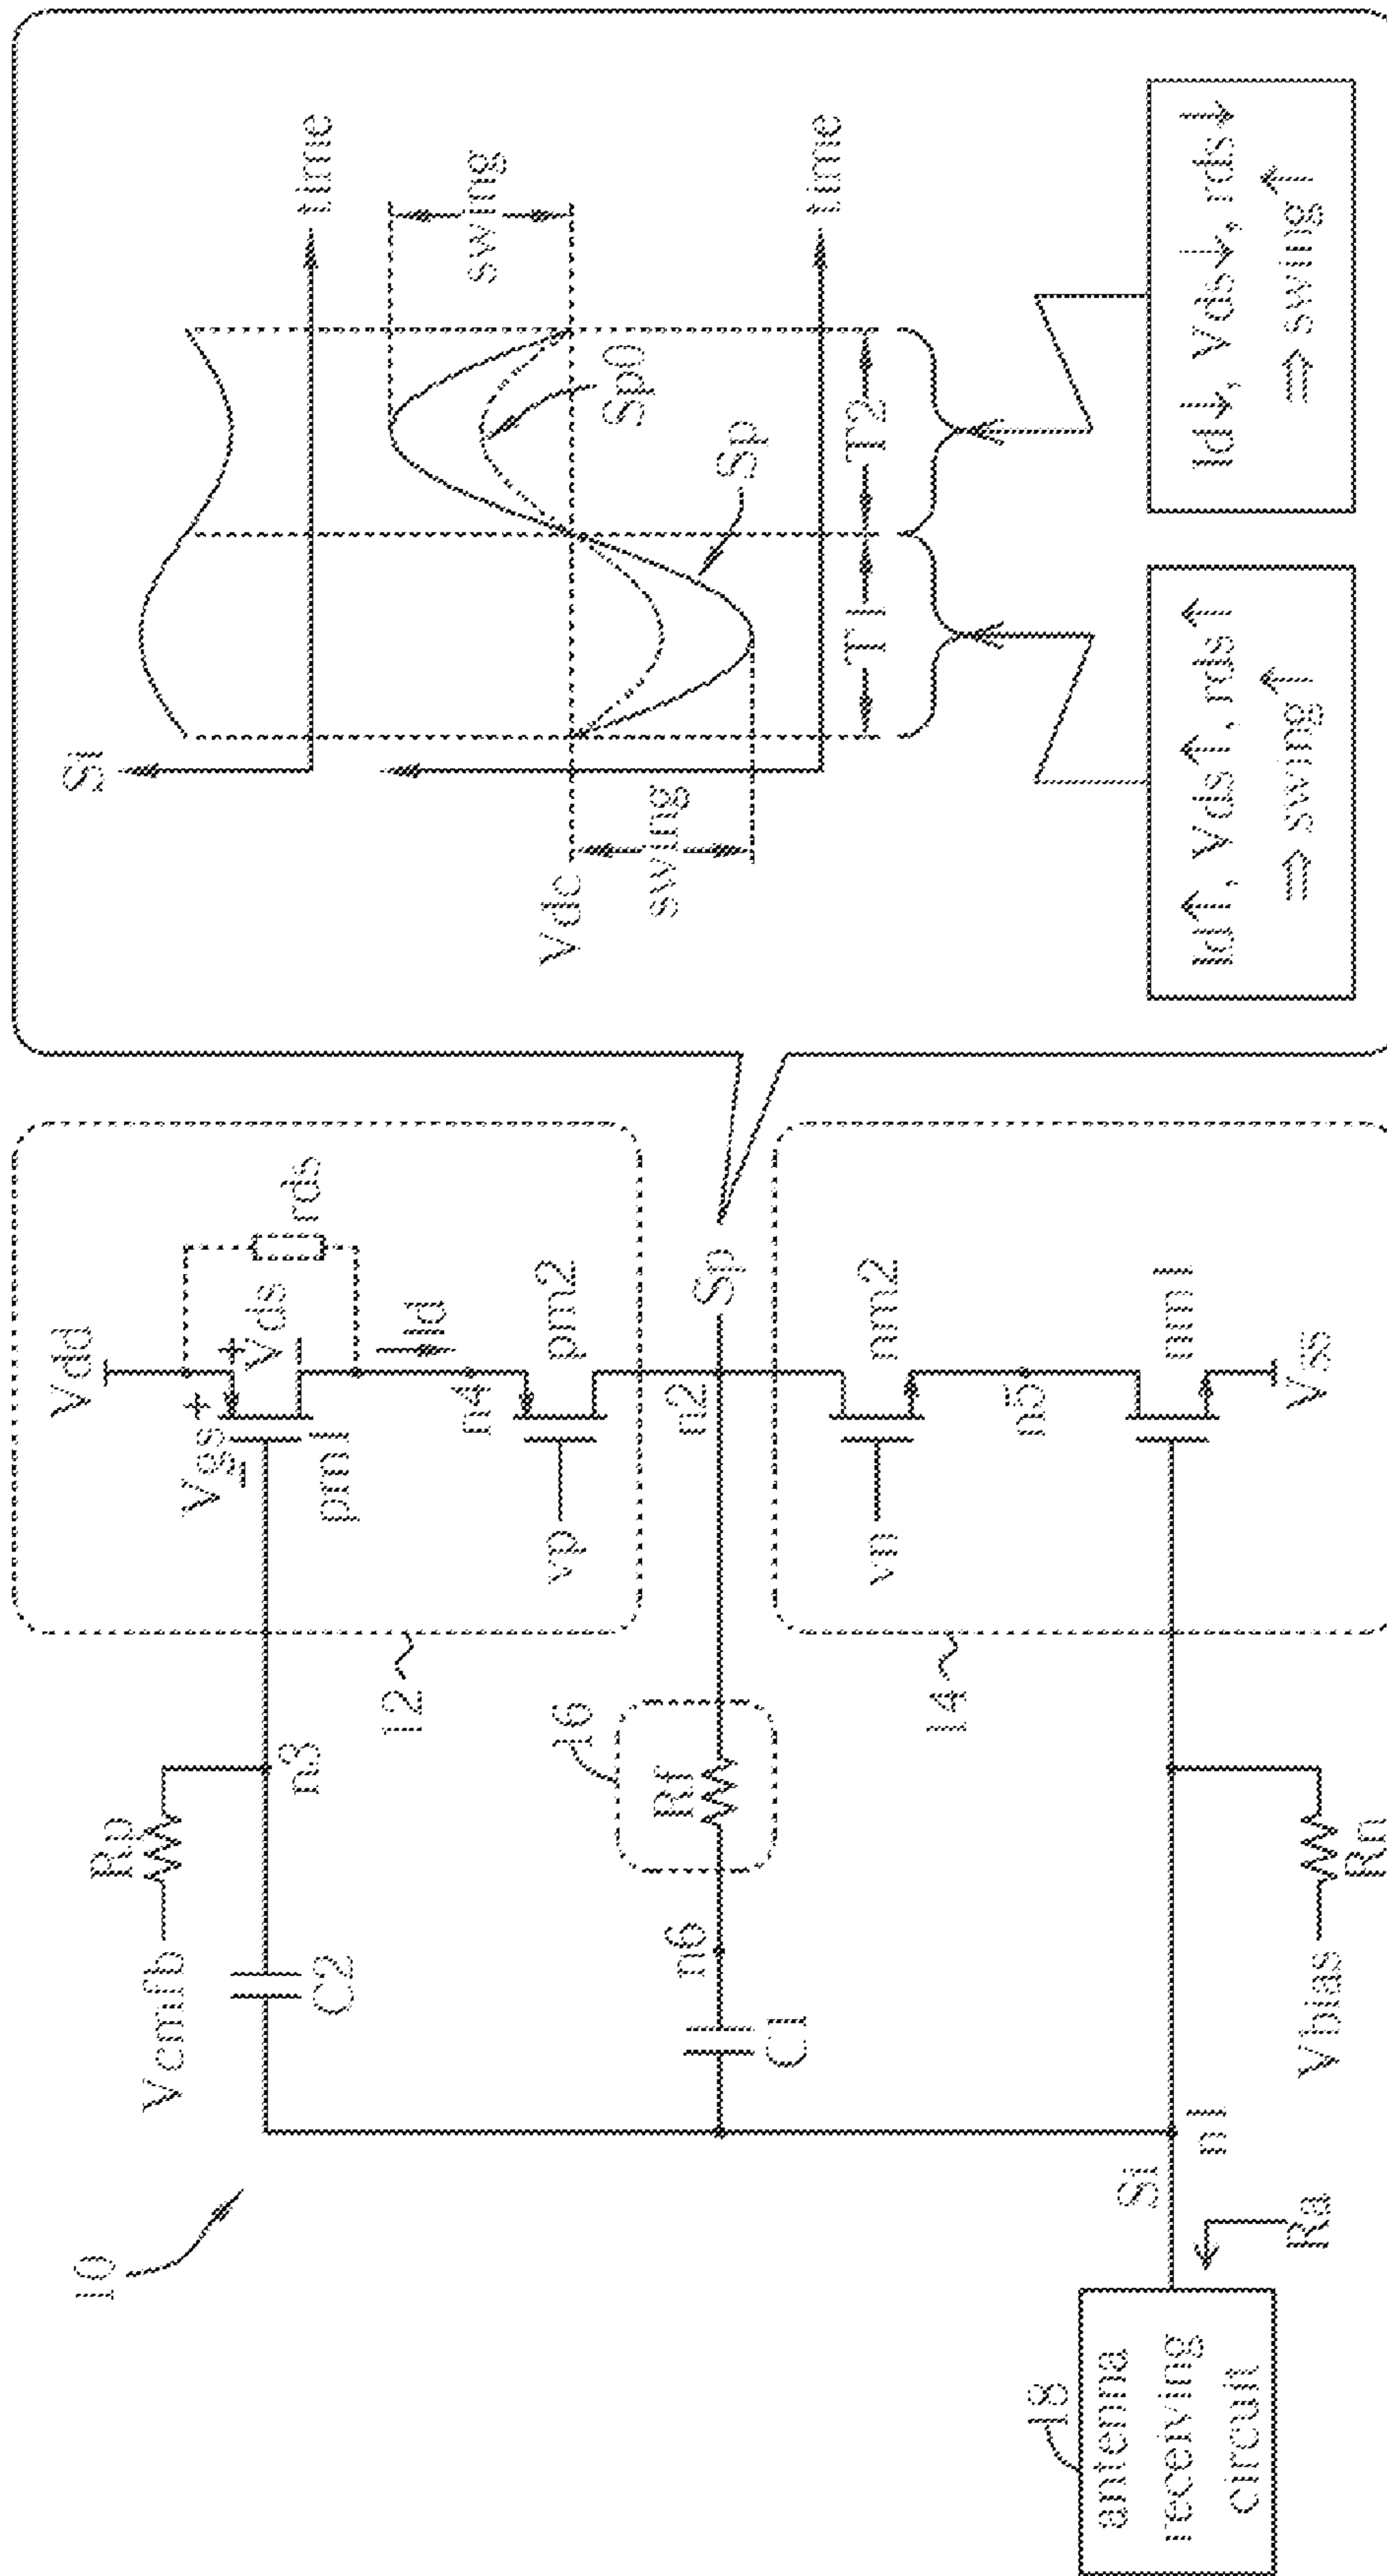 10
18
antenna
receiving
circuit
Ra
Si
n1
Vcmfb
Rp
C2
n3
C1
n6
Rf
16
Vbias
Rn
12
14
Vdd
Vgs
+
-
pm1
+
Vds
-
rds
Id
n4
vp
pm2
n2
Sp
vn
nm2
n5
nm1
Vss
Si
time
Vdc
swing
swing
Sp0
Sp
time
T1
T2
Id↑, Vds↑, rds↑
⇒ swing↑
Id↓, Vds↓, rds↓
⇒ swing↑